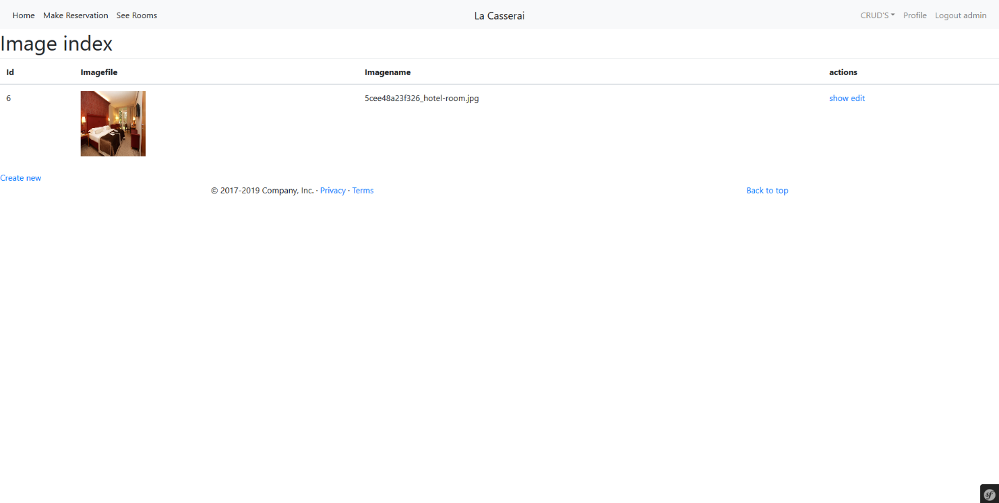 Home Make Reservation See Rooms La Casserai CRUD'S Profile Logout admin
Image index
Id Imagefile Imagename actions
6 5cee48a23f326_hotel-room.jpg show edit
Create new
© 2017-2019 Company, Inc. · Privacy · Terms Back to top
sf